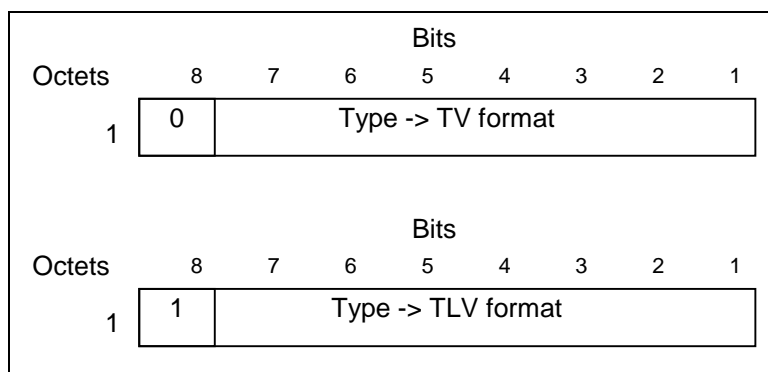 Bits
Octets 8 7 6 5 4 3 2 1
1 0 Type -> TV format
Bits
Octets 8 7 6 5 4 3 2 1
1 1 Type -> TLV format